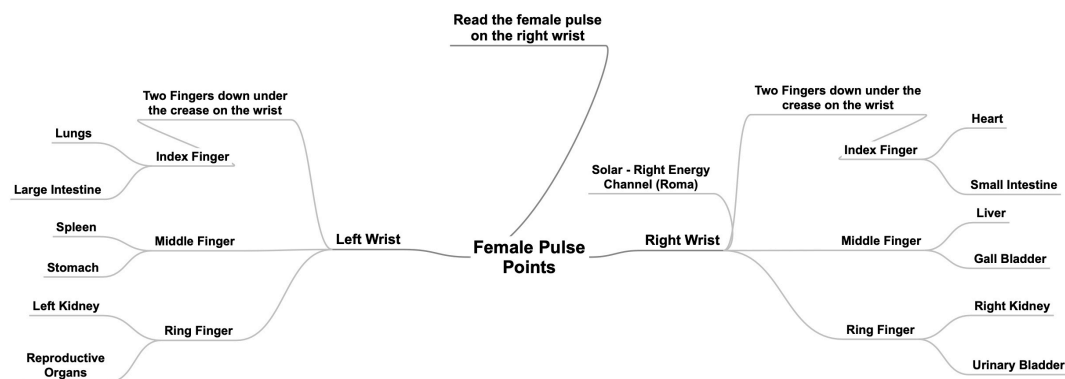 Read the female pulse
on the right wrist
Two Fingers down under
the crease on the wrist
Lungs
Index Finger
Large Intestine
Spleen
Middle Finger
Stomach
Left Kidney
Ring Finger
Reproductive
Organs
Left Wrist
Female Pulse
Points
Right Wrist
Solar - Right Energy
Channel (Roma)
Two Fingers down under the
crease on the wrist
Heart
Index Finger
Small Intestine
Liver
Middle Finger
Gall Bladder
Right Kidney
Ring Finger
Urinary Bladder